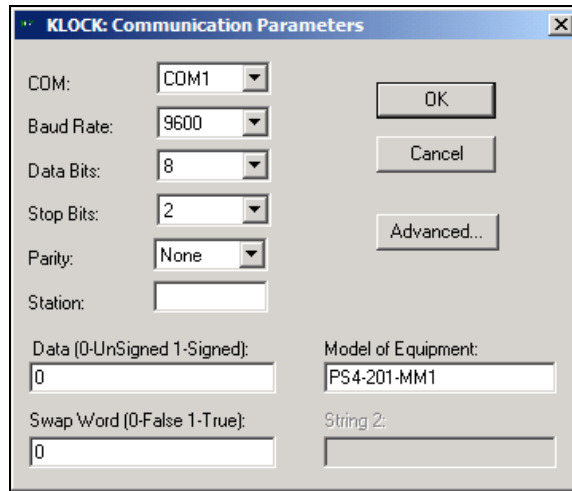 KLOCK: Communication Parameters
COM: COM1
OK
Baud Rate: 9600
Cancel
Data Bits: 8
Stop Bits: 2
Advanced...
Parity: None
Station:
Data (0-UnSigned 1-Signed): Model of Equipment:
0 PS4-201-MM1
Swap Word (0-False 1-True): String 2:
0